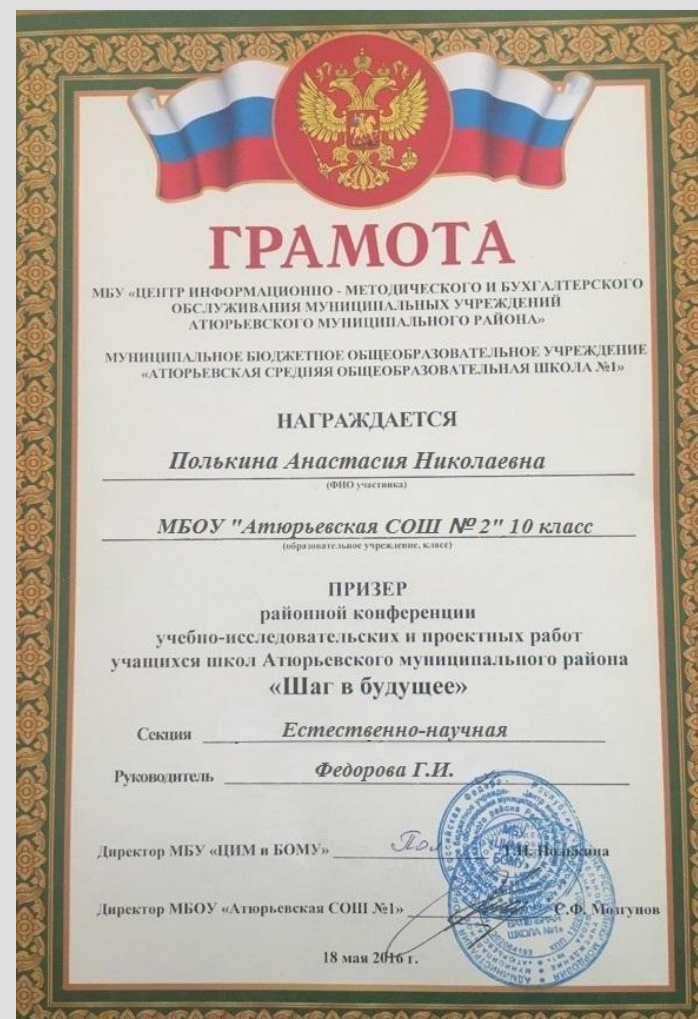 ГРАМОТА
МБУ «ЦЕНТР ИНФОРМАЦИОННО - МЕТОДИЧЕСКОГО И БУХГАЛТЕРСКОГО
ОБСЛУЖИВАНИЯ МУНИЦИПАЛЬНЫХ УЧРЕЖДЕНИЙ
АТЮРЬЕВСКОГО МУНИЦИПАЛЬНОГО РАЙОНА»
МУНИЦИПАЛЬНОЕ БЮДЖЕТНОЕ ОБЩЕОБРАЗОВАТЕЛЬНОЕ УЧРЕЖДЕНИЕ
«АТЮРЬЕВСКАЯ СРЕДНЯЯ ОБЩЕОБРАЗОВАТЕЛЬНАЯ ШКОЛА №1»
НАГРАЖДАЕТСЯ
Полькина Анастасия Николаевна
(ФИО участника)
МБОУ "Атюрьевская СОШ № 2" 10 класс
(образовательное учреждение, класс)
ПРИЗЕР
районной конференции
учебно-исследовательских и проектных работ
учащихся школ Атюрьевского муниципального района
«Шаг в будущее»
Секция Естественно-научная
Руководитель Федорова Г.И.
Директор МБУ «ЦИМ и БОМУ»
Директор МБОУ «Атюрьевская СОШ №1» С.Ф. Мозгунов
18 мая 2016 г.